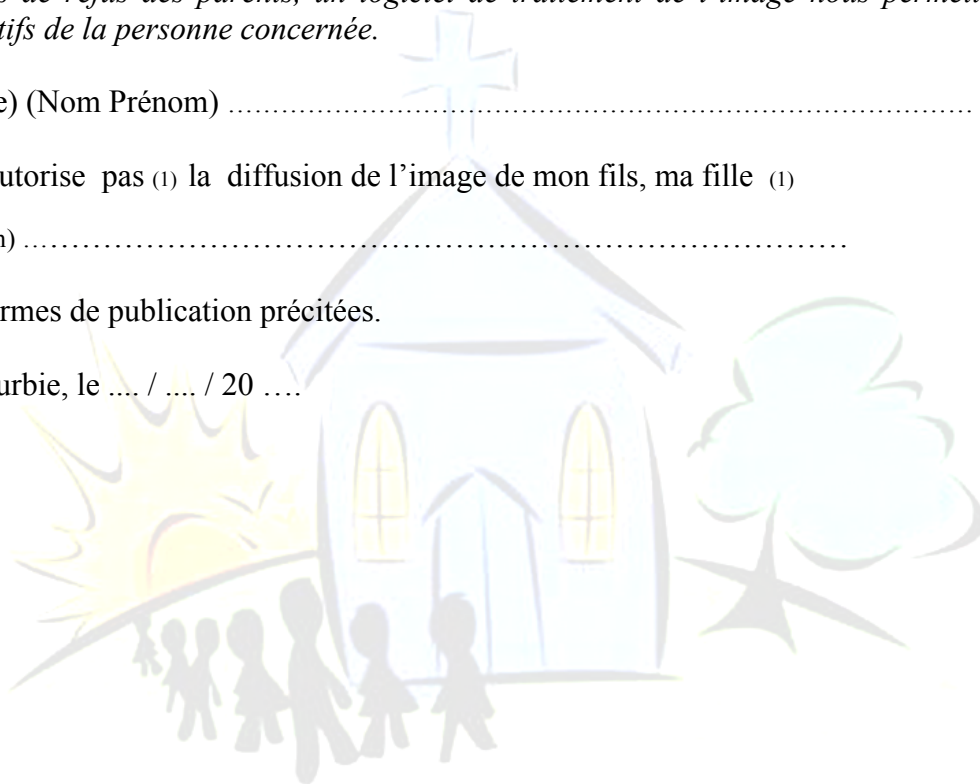 de refus des parents, un logiciel de traitement de l'image nous
tifs de la personne concernée.
e) (Nom Prénom) ……………………………………………………………………
utorise pas (1) la diffusion de l’image de mon fils, ma fille (1)
) ……………………………………………………………………
rmes de publication précitées.
urbie, le .... / .... / 20 ….